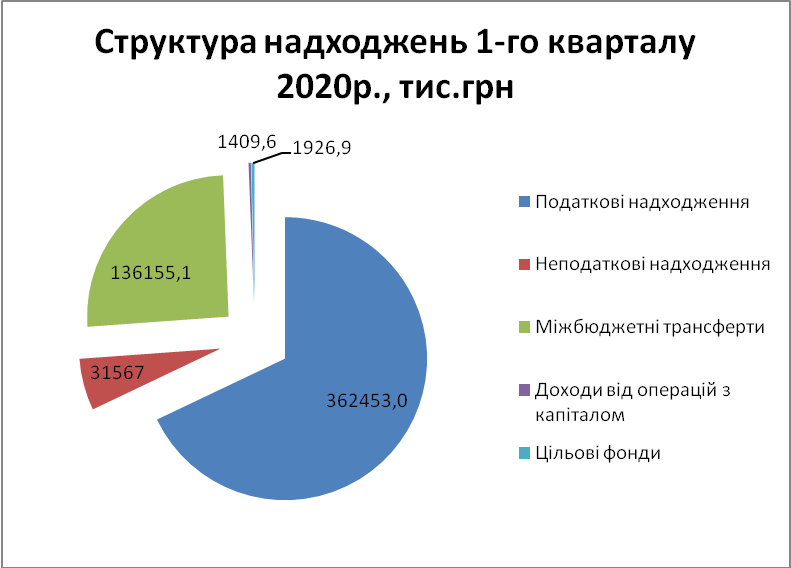 Структура надходжень 1-го кварталу
2020р., тис.грн
1409,6
1926,9
136155,1
31567
362453,0
Податкові надходження
Неподаткові надходження
Міжбюджетні трансферти
Доходи від операцій з
капіталом
Цільові фонди